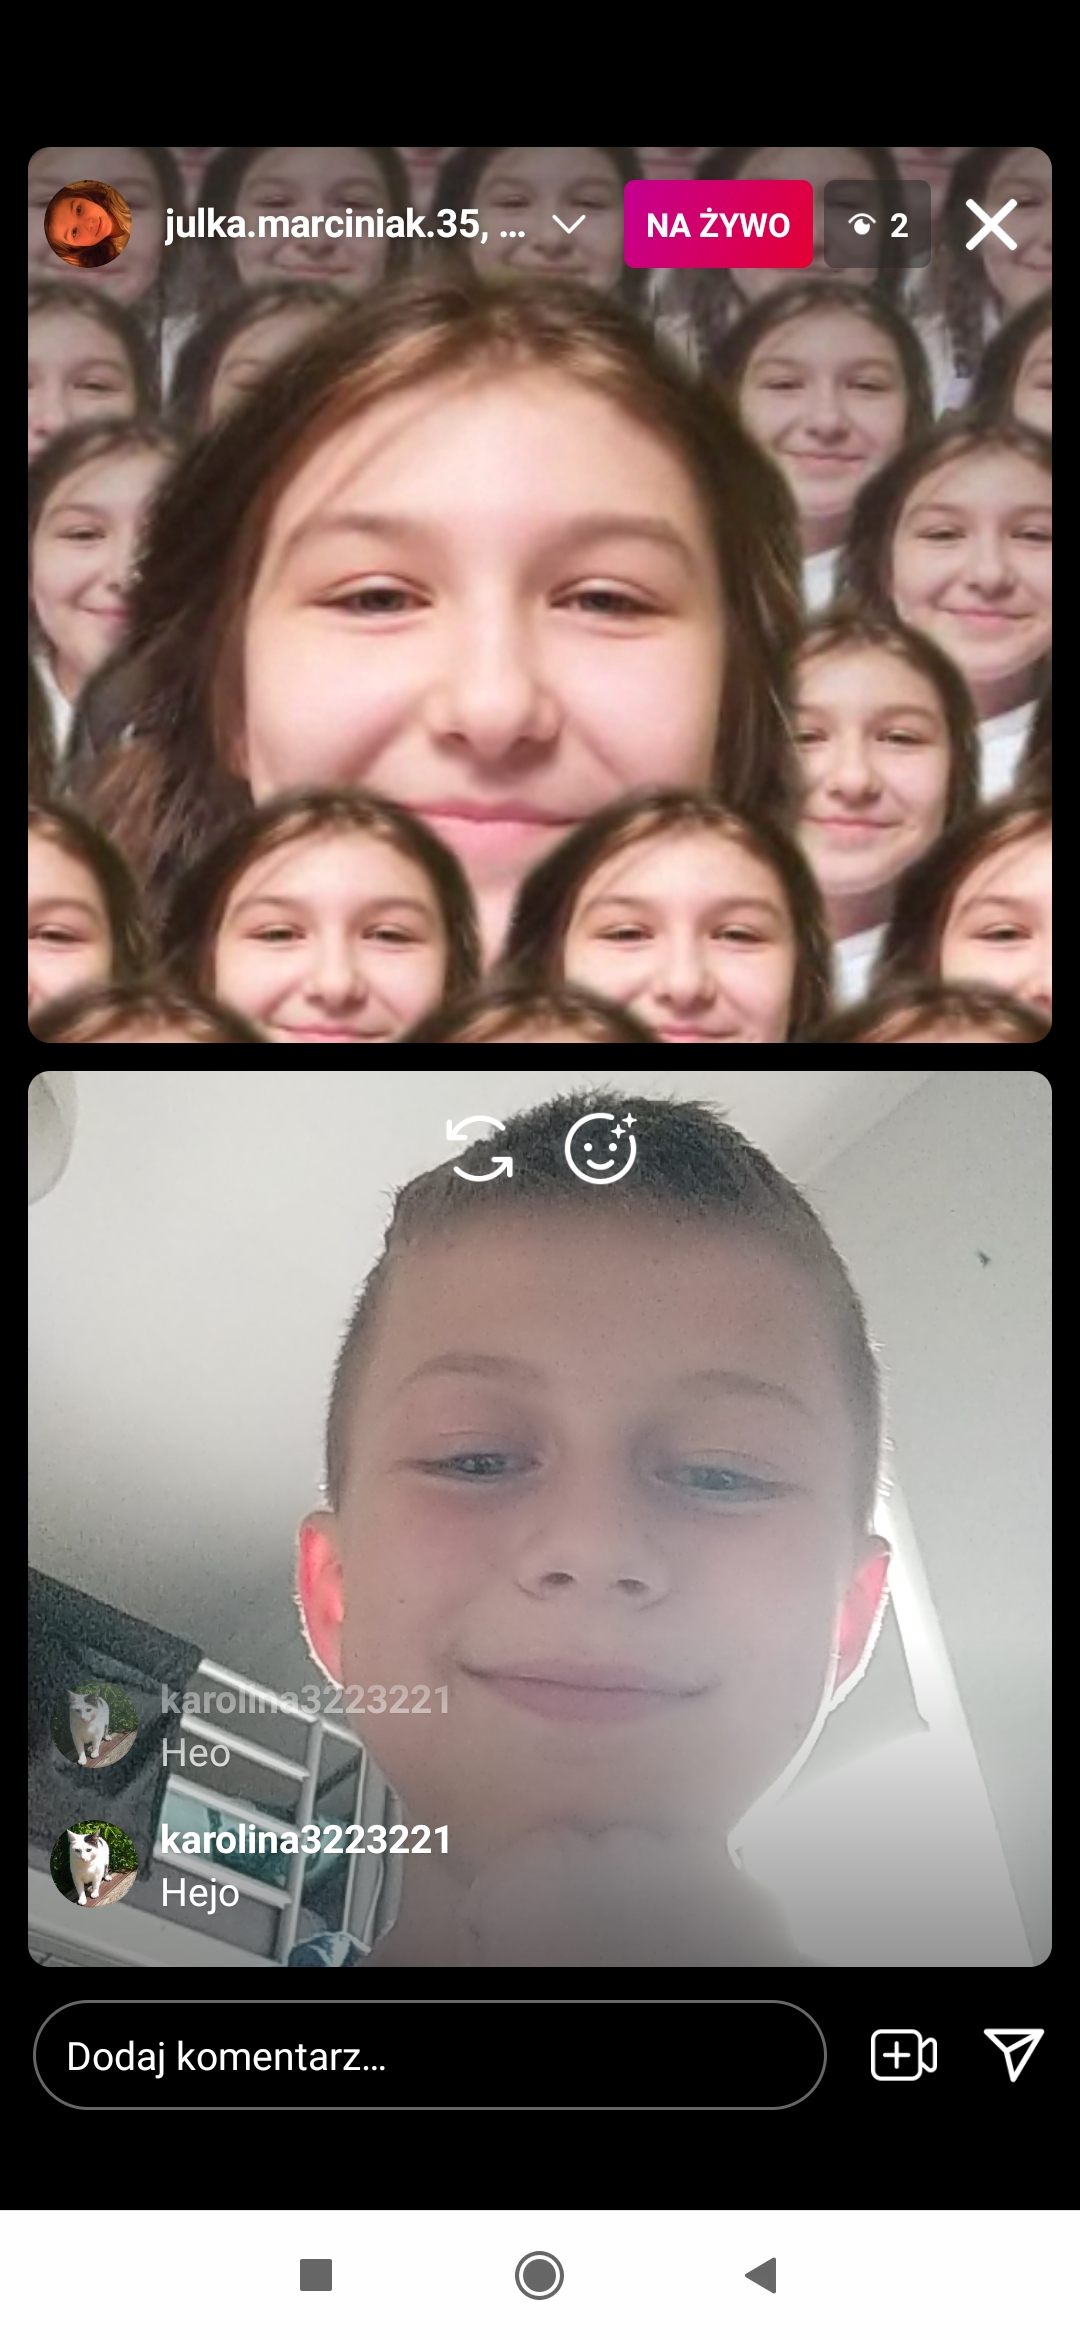 julka.marciniak.35, ...
NA ŻYWO
2
karolina3223221
Heo
karolina3223221
Hejo
Dodaj komentarz...